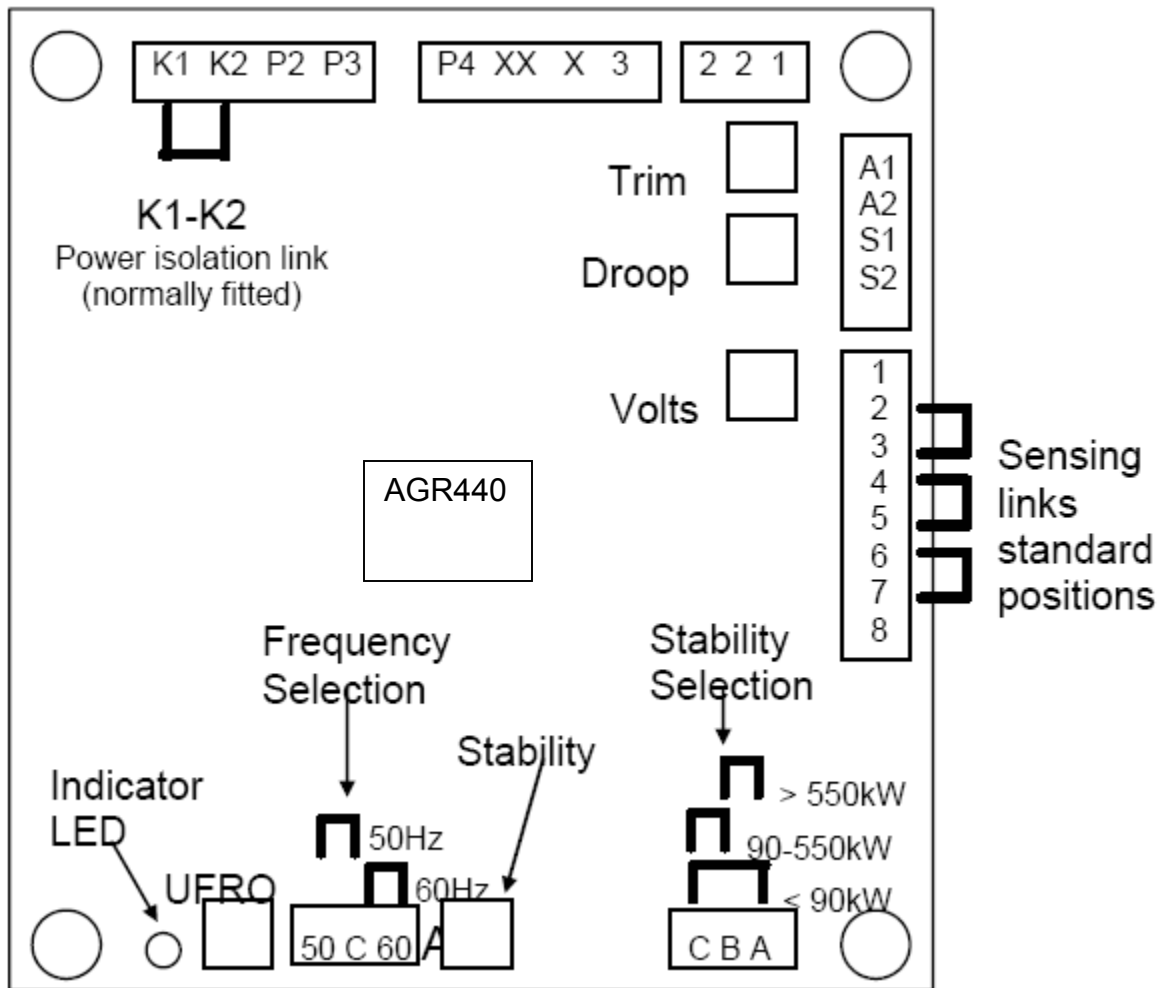 K1 K2 P2 P3
P4 XX X 3
2 2 1
K1-K2
Power isolation link
(normally fitted)
Trim
Droop
Volts
A1
A2
S1
S2
1
2
3
4
5
6
7
8
Sensing
links
standard
positions
AGR440
Frequency
Selection
Stability
Selection
Stability
Indicator
LED
> 550kW
50Hz
90-550kW
UFRO
60Hz
< 90kW
50 C 60
A
C B A